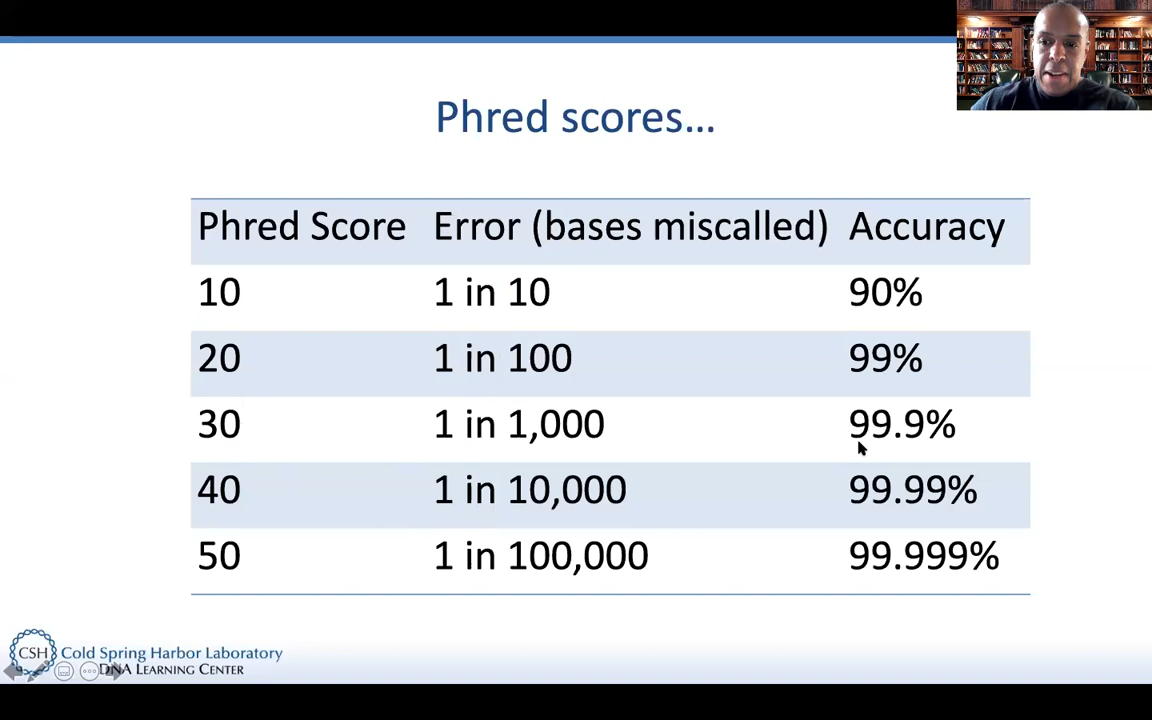 Phred scores...
Phred Score Error (bases miscalled) Accuracy
10 1 in 10 90%
20 1 in 100 99%
30 1 in 1,000 99.9%
40 1 in 10,000 99.99%
50 1 in 100,000 99.999%
CSH Cold Spring Harbor Laboratory
DNA LEARNING CENTER